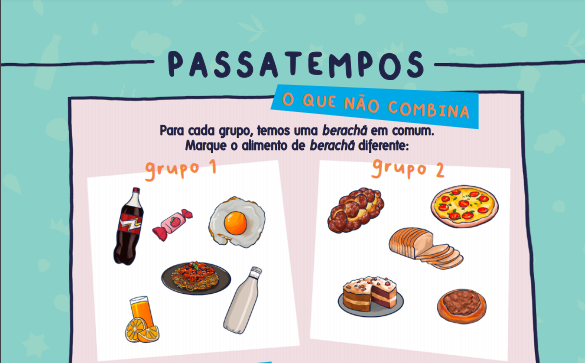 PASSATEMPOS
O QUE NÃO COMBINA
Para cada grupo, temos uma berachá em comum.
Marque o alimento de berachá diferente:
grupo 1
grupo 2